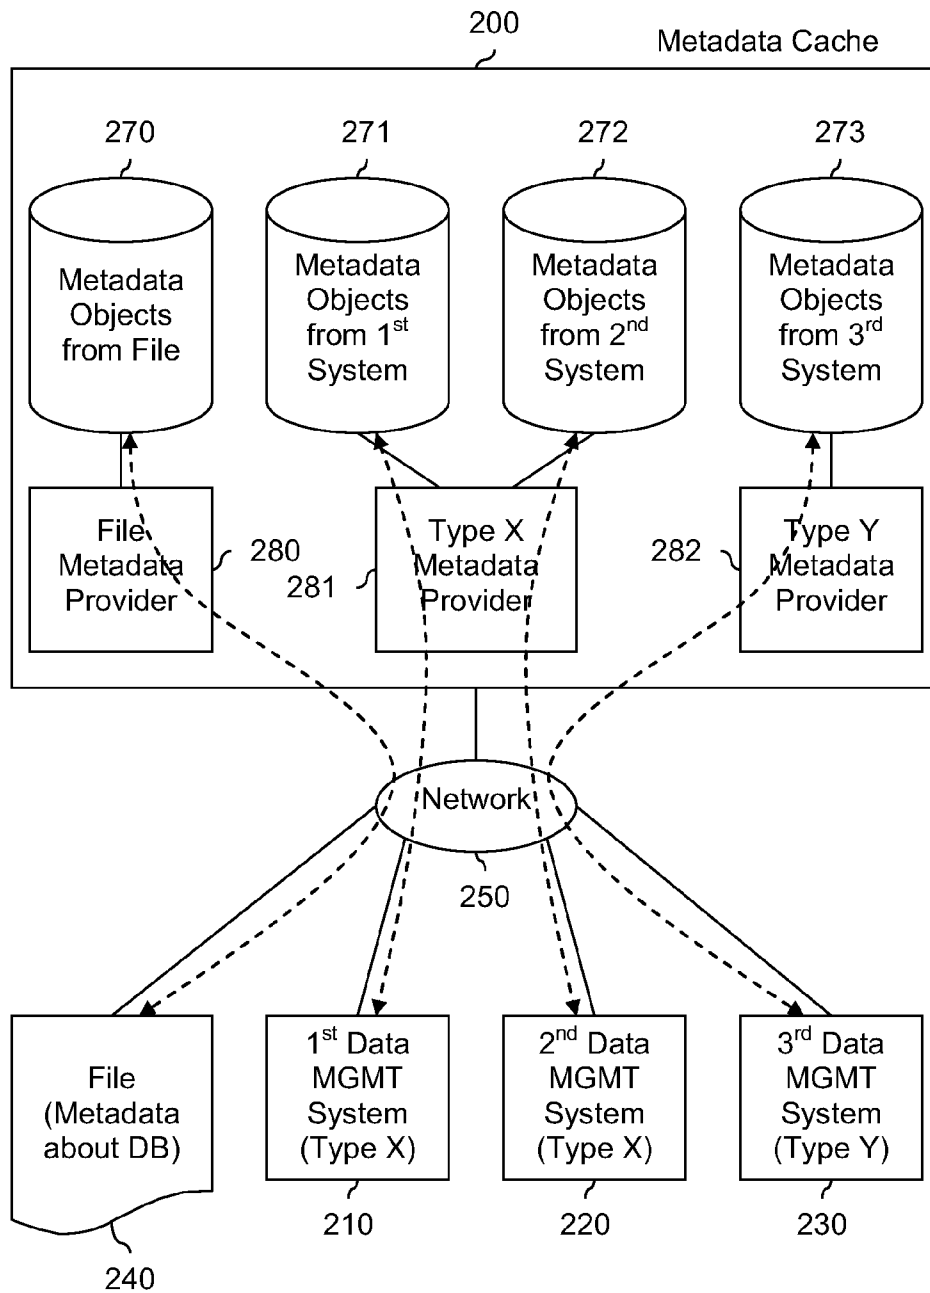 200
Metadata Cache
270
271
272
273
Metadata
Objects
from File
Metadata
Objects
from 1st
System
Metadata
Objects
from 2nd
System
Metadata
Objects
from 3rd
System
File
Metadata
Provider
280
281
Type X
Metadata
Provider
282
Type Y
Metadata
Provider
Network
250
File
(Metadata
about DB)
1st Data
MGMT
System
(Type X)
2nd Data
MGMT
System
(Type X)
3rd Data
MGMT
System
(Type Y)
240
210
220
230